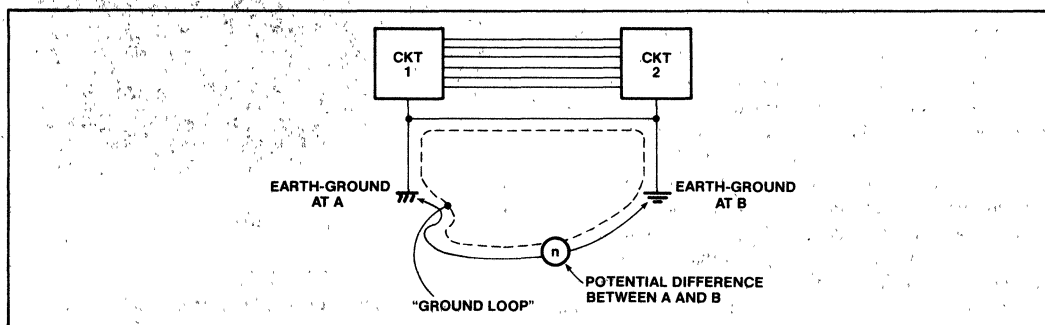 CKT
1
CKT
2
EARTH-GROUND
AT A
EARTH-GROUND
AT B
n
POTENTIAL DIFFERENCE
BETWEEN A AND B
"GROUND LOOP"